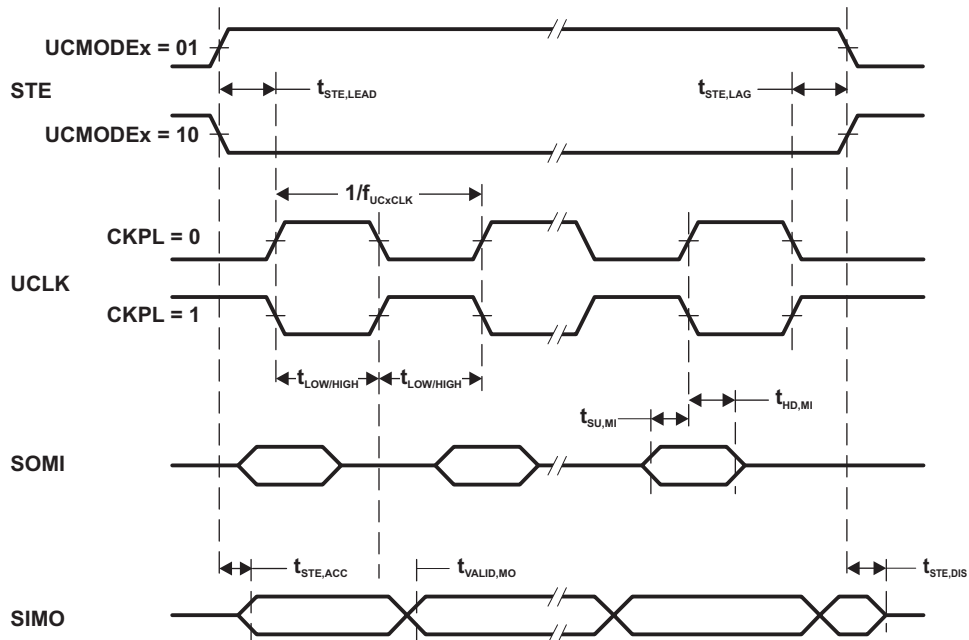 UCMODEx = 01
STE
tSTE,LEAD
tSTE,LAG
UCMODEx = 10
1/fUCxCLK
CKPL = 0
UCLK
CKPL = 1
tLOW/HIGH tLOW/HIGH
tSU,MI
tHD,MI
SOMI
tSTE,ACC
tVALID,MO
tSTE,DIS
SIMO